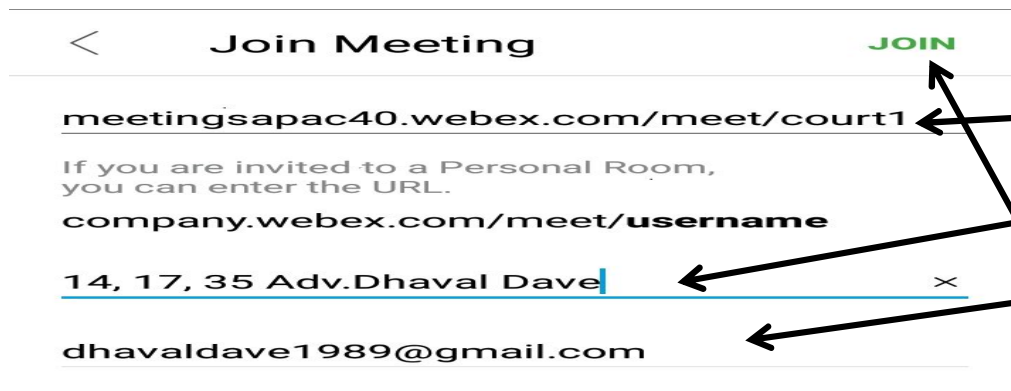 < Join Meeting JOIN
meetingsapac40.webex.com/meet/court1
If you are invited to a Personal Room,
you can enter the URL.
company.webex.com/meet/username
14, 17, 35 Adv.Dhaval Dave ×
dhavaldave1989@gmail.com